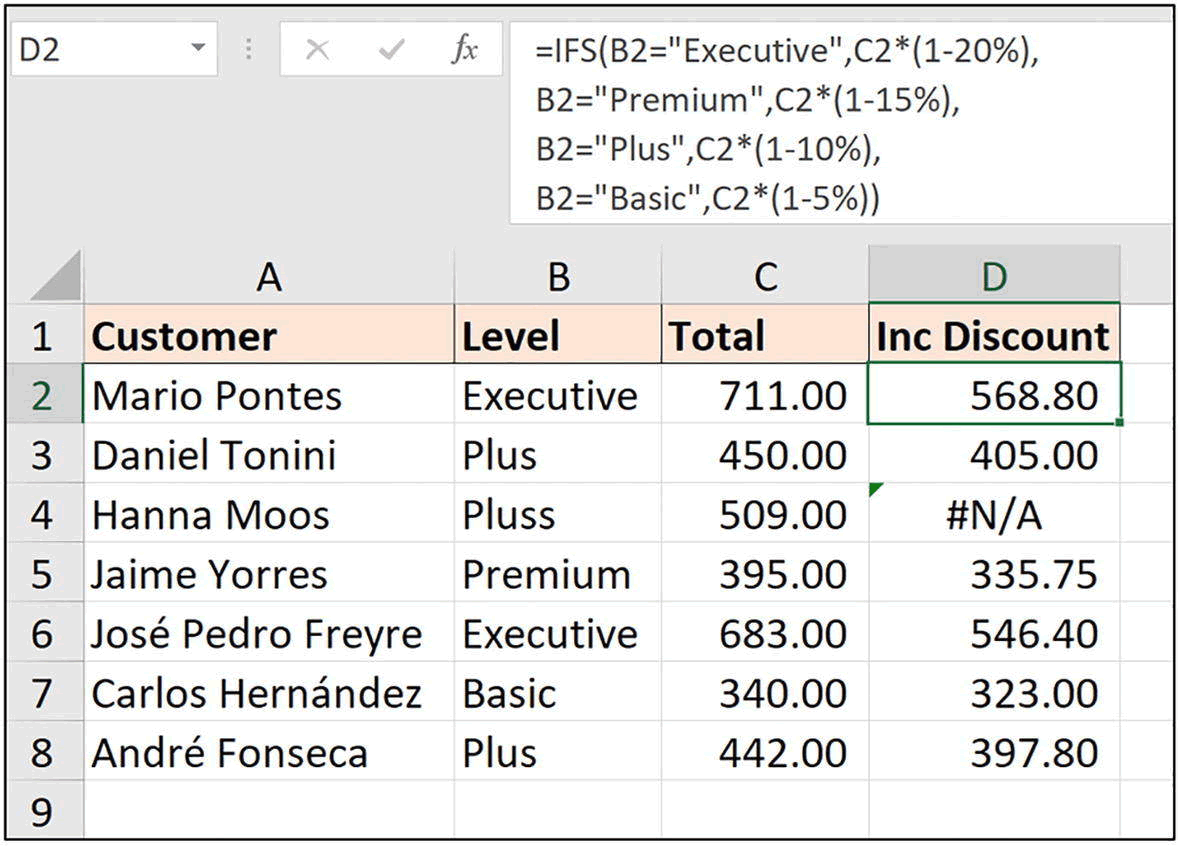 D2 fx =IFS(B2="Executive",C2*(1-20%),
B2="Premium",C2*(1-15%),
B2="Plus",C2*(1-10%),
B2="Basic",C2*(1-5%))
A B C D
1 Customer Level Total Inc Discount
2 Mario Pontes Executive 711.00 568.80
3 Daniel Tonini Plus 450.00 405.00
4 Hanna Moos Pluss 509.00 #N/A
5 Jaime Yorres Premium 395.00 335.75
6 José Pedro Freyre Executive 683.00 546.40
7 Carlos Hernández Basic 340.00 323.00
8 André Fonseca Plus 442.00 397.80
9